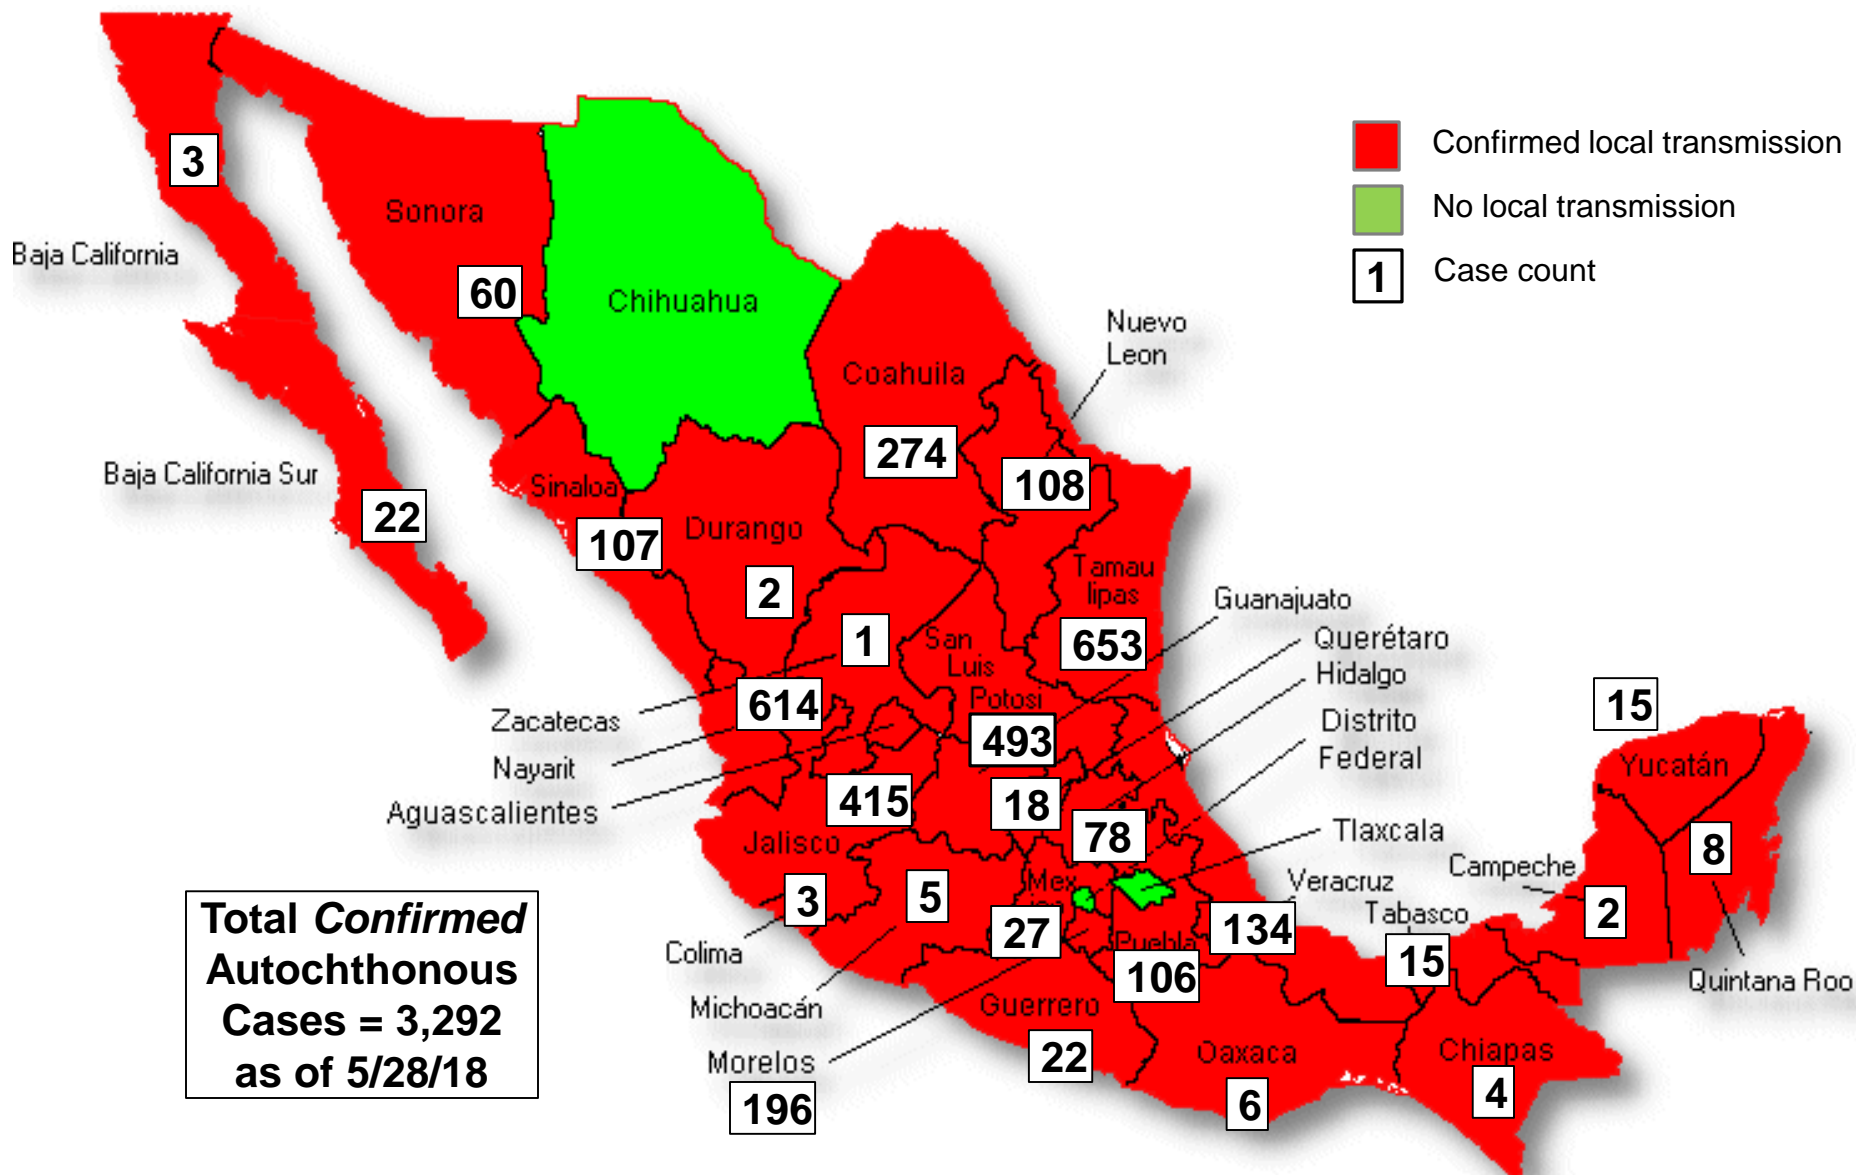 Confirmed local transmission
No local transmission
1 Case count
3
Sonora
Baja California
60
Chihuahua
Nuevo
Leon
Coahuila
274
108
Baja California Sur
22
Sinaloa
107
Durango
2
Tamau
lipas
653
Guanajuato
1
San
Luis
Potosi
Querétaro
Hidalgo
614
493
Zacatecas
Nayarit
Aguascalientes
Distrito
Federal
15
Yucatán
415
18
78
Tlaxcala
8
Jalisco
Campeche
Veracruz
Tabasco
Mex
3
5
27
Puebla
134
2
15
106
Colima
Quintana Roo
Michoacán
Guerrero
22
Morelos
196
Oaxaca
6
Chiapas
4
Total Confirmed
Autochthonous
Cases = 3,292
as of 5/28/18